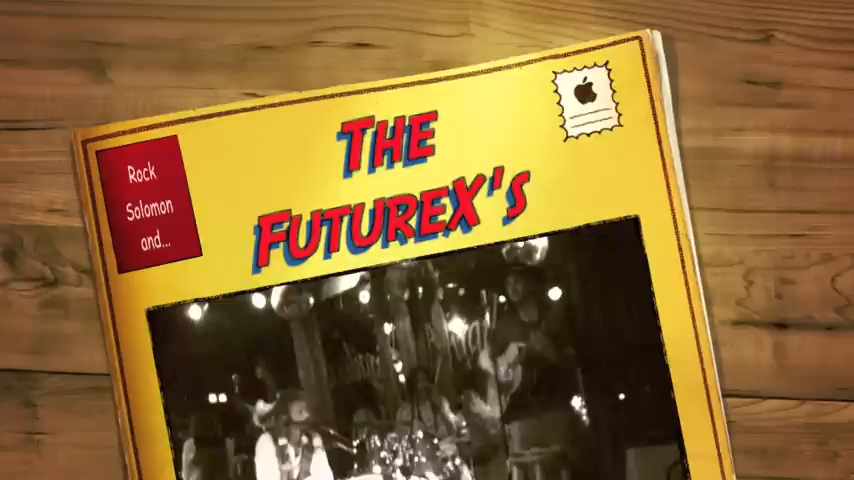 Rock
Solomon
and...
THE
FUTUREX'S